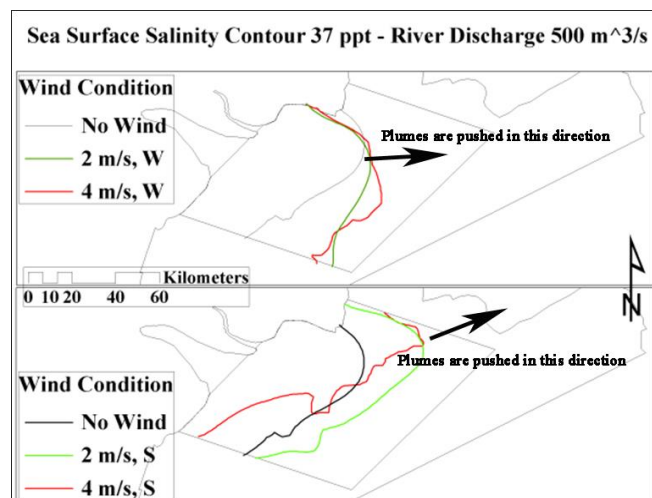 Sea Surface Salinity Contour 37 ppt - River Discharge 500 m^3/s
Wind Condition
No Wind
2 m/s, W
4 m/s, W
Plumes are pushed in this direction
Kilometers
0 10 20 40 60
N
Wind Condition
No Wind
2 m/s, S
4 m/s, S
Plumes are pushed in this direction